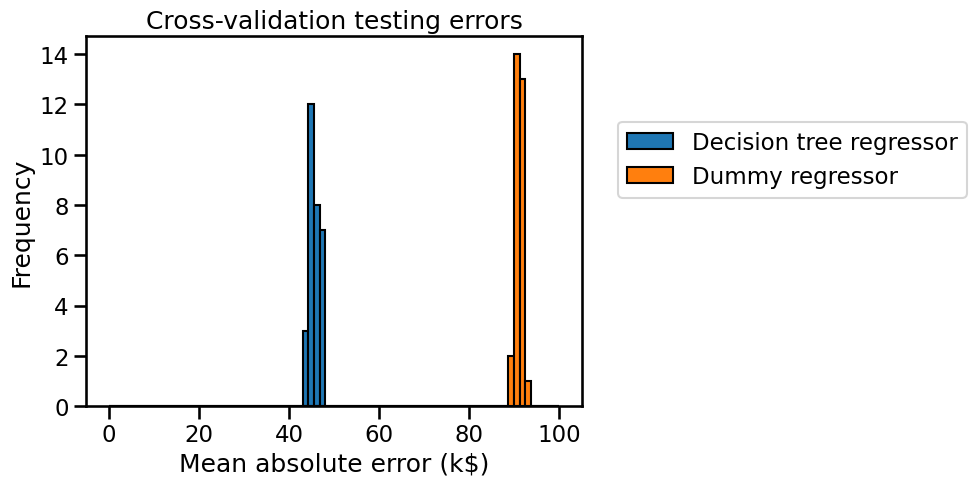 Cross-validation testing errors
14
12
10
8
6
4
2
0
Frequency
0 20 40 60 80 100
Mean absolute error (k$)
Decision tree regressor
Dummy regressor